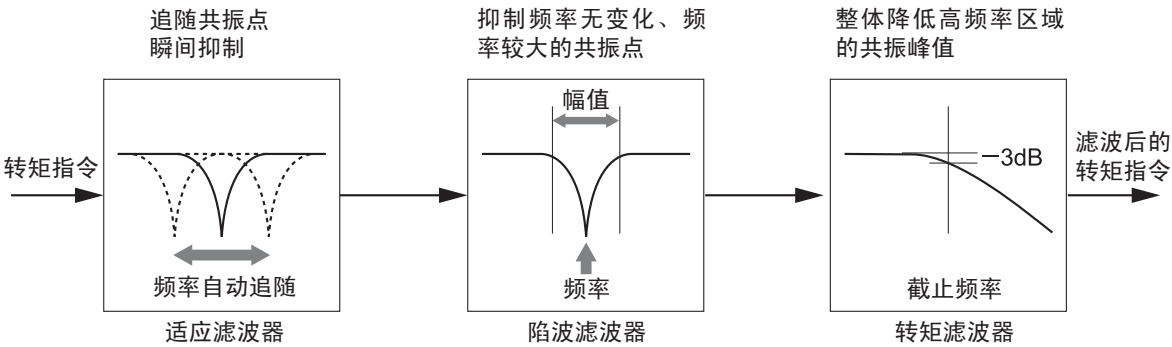 追随共振点
瞬间抑制
抑制频率无变化、频
率较大的共振点
整体降低高频率区域
的共振峰值
转矩指令
频率自动追随
适应滤波器
幅值
频率
陷波滤波器
-3dB
截止频率
转矩滤波器
滤波后的
转矩指令